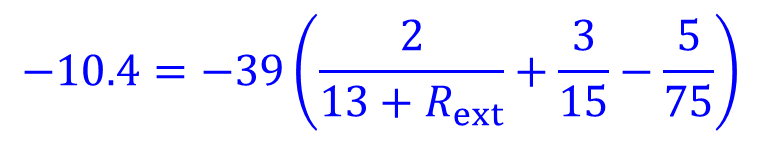 −10.4 = −39 ( 2 / (13 + R_ext) + 3/15 − 5/75 )